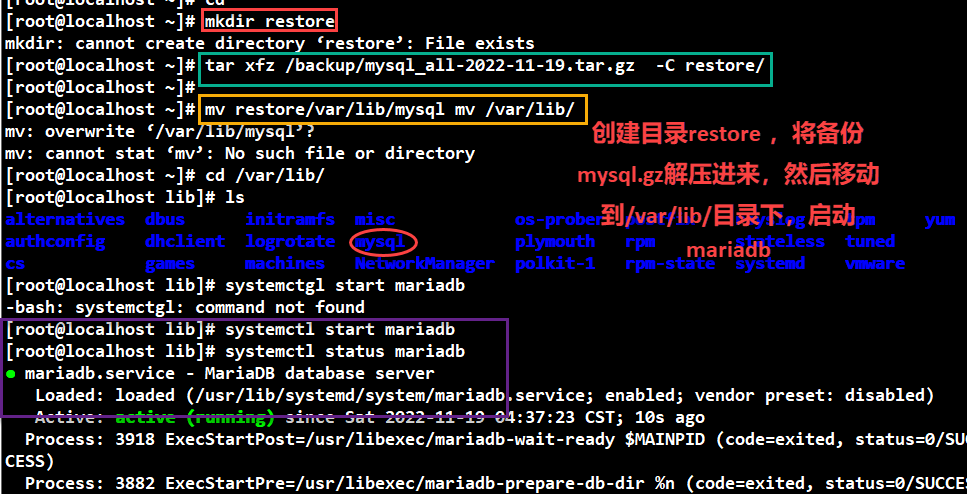 [root@localhost ~]# cd
[root@localhost ~]# mkdir restore
mkdir: cannot create directory ‘restore’: File exists
[root@localhost ~]# tar xfz /backup/mysql_all-2022-11-19.tar.gz  -C restore/
[root@localhost ~]#
[root@localhost ~]# mv restore/var/lib/mysql mv /var/lib/
mv: overwrite ‘/var/lib/mysql’?
mv: cannot stat ‘mv’: No such file or directory
[root@localhost ~]# cd /var/lib/
[root@localhost lib]# ls
创建目录restore ，将备份
mysql.gz解压进来，然后移动
到/var/lib/目录下，启动
mariadb
alternatives dbus initramfs misc os-prober yum
authconfig dhclient logrotate mysql plymouth rpm stateless tuned
cs games machines NetworkManager polkit-1 rpm-state systemd vmware
[root@localhost lib]# systemctgl start mariadb
-bash: systemctgl: command not found
[root@localhost lib]# systemctl start mariadb
[root@localhost lib]# systemctl status mariadb
● mariadb.service - MariaDB database server
Loaded: loaded (/usr/lib/systemd/system/mariadb.service; enabled; vendor preset: disabled)
Active: active (running) since Sat 2022-11-19 04:37:23 CST; 10s ago
Process: 3918 ExecStartPost=/usr/libexec/mariadb-wait-ready $MAINPID (code=exited, status=0/SUC
CESS)
Process: 3882 ExecStartPre=/usr/libexec/mariadb-prepare-db-dir %n (code=exited, status=0/SUCCE